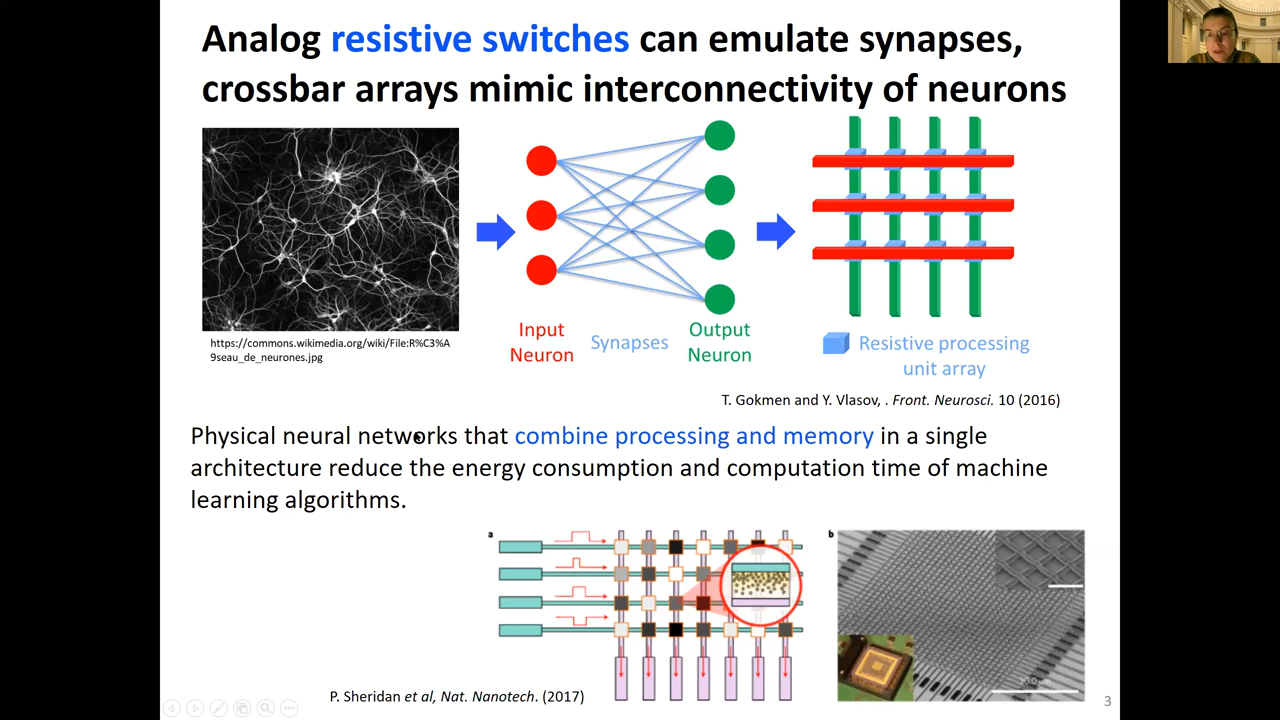 Analog resistive switches can emulate synapses,
crossbar arrays mimic interconnectivity of neurons
https://commons.wikimedia.org/wiki/File:R%C3%A
9seau_de_neurones.jpg
Input
Neuron
Synapses
Output
Neuron
Resistive processing
unit array
T. Gokmen and Y. Vlasov, . Front. Neurosci. 10 (2016)
Physical neural networks that combine processing and memory in a single
architecture reduce the energy consumption and computation time of machine
learning algorithms.
a
b
P. Sheridan et al, Nat. Nanotech. (2017)
3